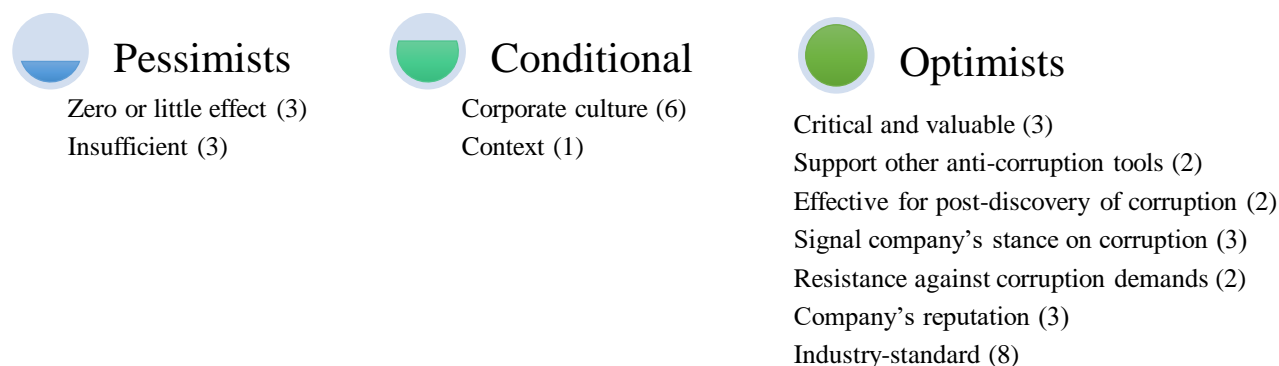 Pessimists
Zero or little effect (3)
Insufficient (3)
Conditional
Corporate culture (6)
Context (1)
Optimists
Critical and valuable (3)
Support other anti-corruption tools (2)
Effective for post-discovery of corruption (2)
Signal company’s stance on corruption (3)
Resistance against corruption demands (2)
Company’s reputation (3)
Industry-standard (8)